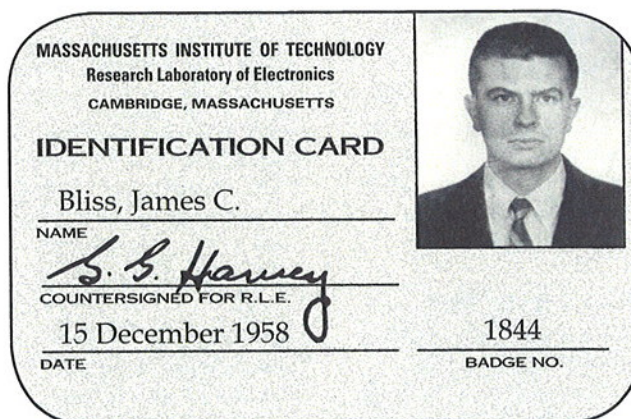 MASSACHUSETTS INSTITUTE OF TECHNOLOGY
Research Laboratory of Electronics
CAMBRIDGE, MASSACHUSETTS
IDENTIFICATION CARD
Bliss, James C.
NAME
G. G. Harvey
COUNTERSIGNED FOR R.L.E.
15 December 1958
DATE
1844
BADGE NO.